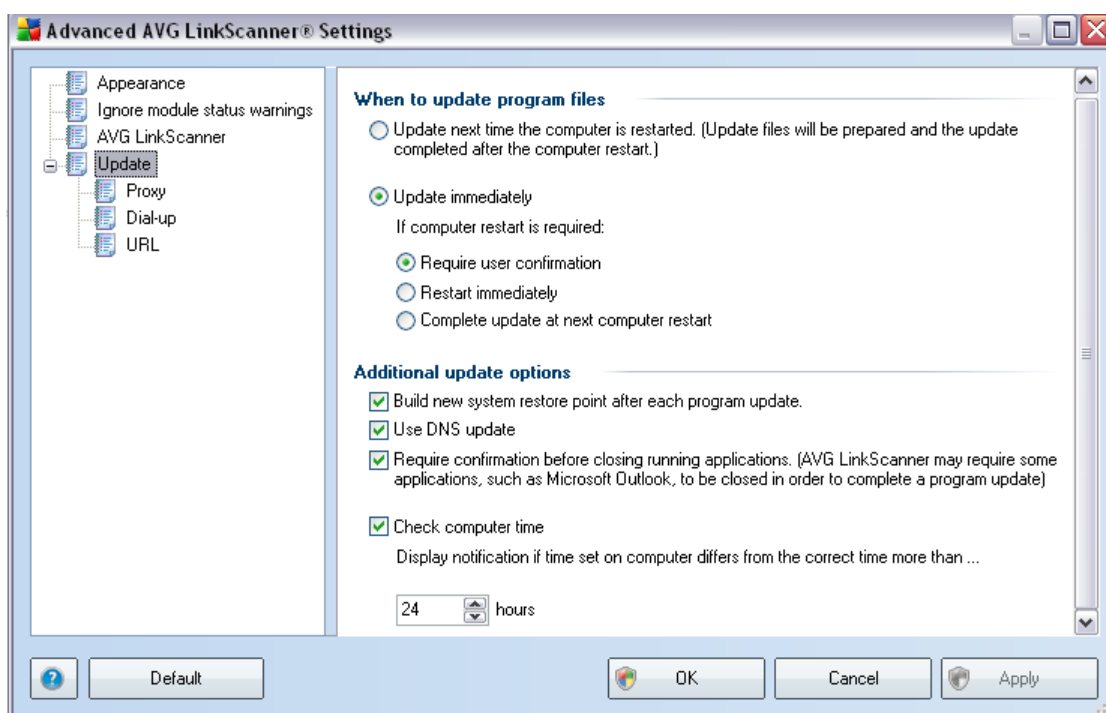 Advanced AVG LinkScanner® Settings
Appearance
Ignore module status warnings
AVG LinkScanner
Update
Proxy
Dial-up
URL
When to update program files
Update next time the computer is restarted. (Update files will be prepared and the update
completed after the computer restart.)
Update immediately
If computer restart is required:
Require user confirmation
Restart immediately
Complete update at next computer restart
Additional update options
Build new system restore point after each program update.
Use DNS update
Require confirmation before closing running applications. (AVG LinkScanner may require some
applications, such as Microsoft Outlook, to be closed in order to complete a program update)
Check computer time
Display notification if time set on computer differs from the correct time more than ...
24 hours
? Default OK Cancel Apply